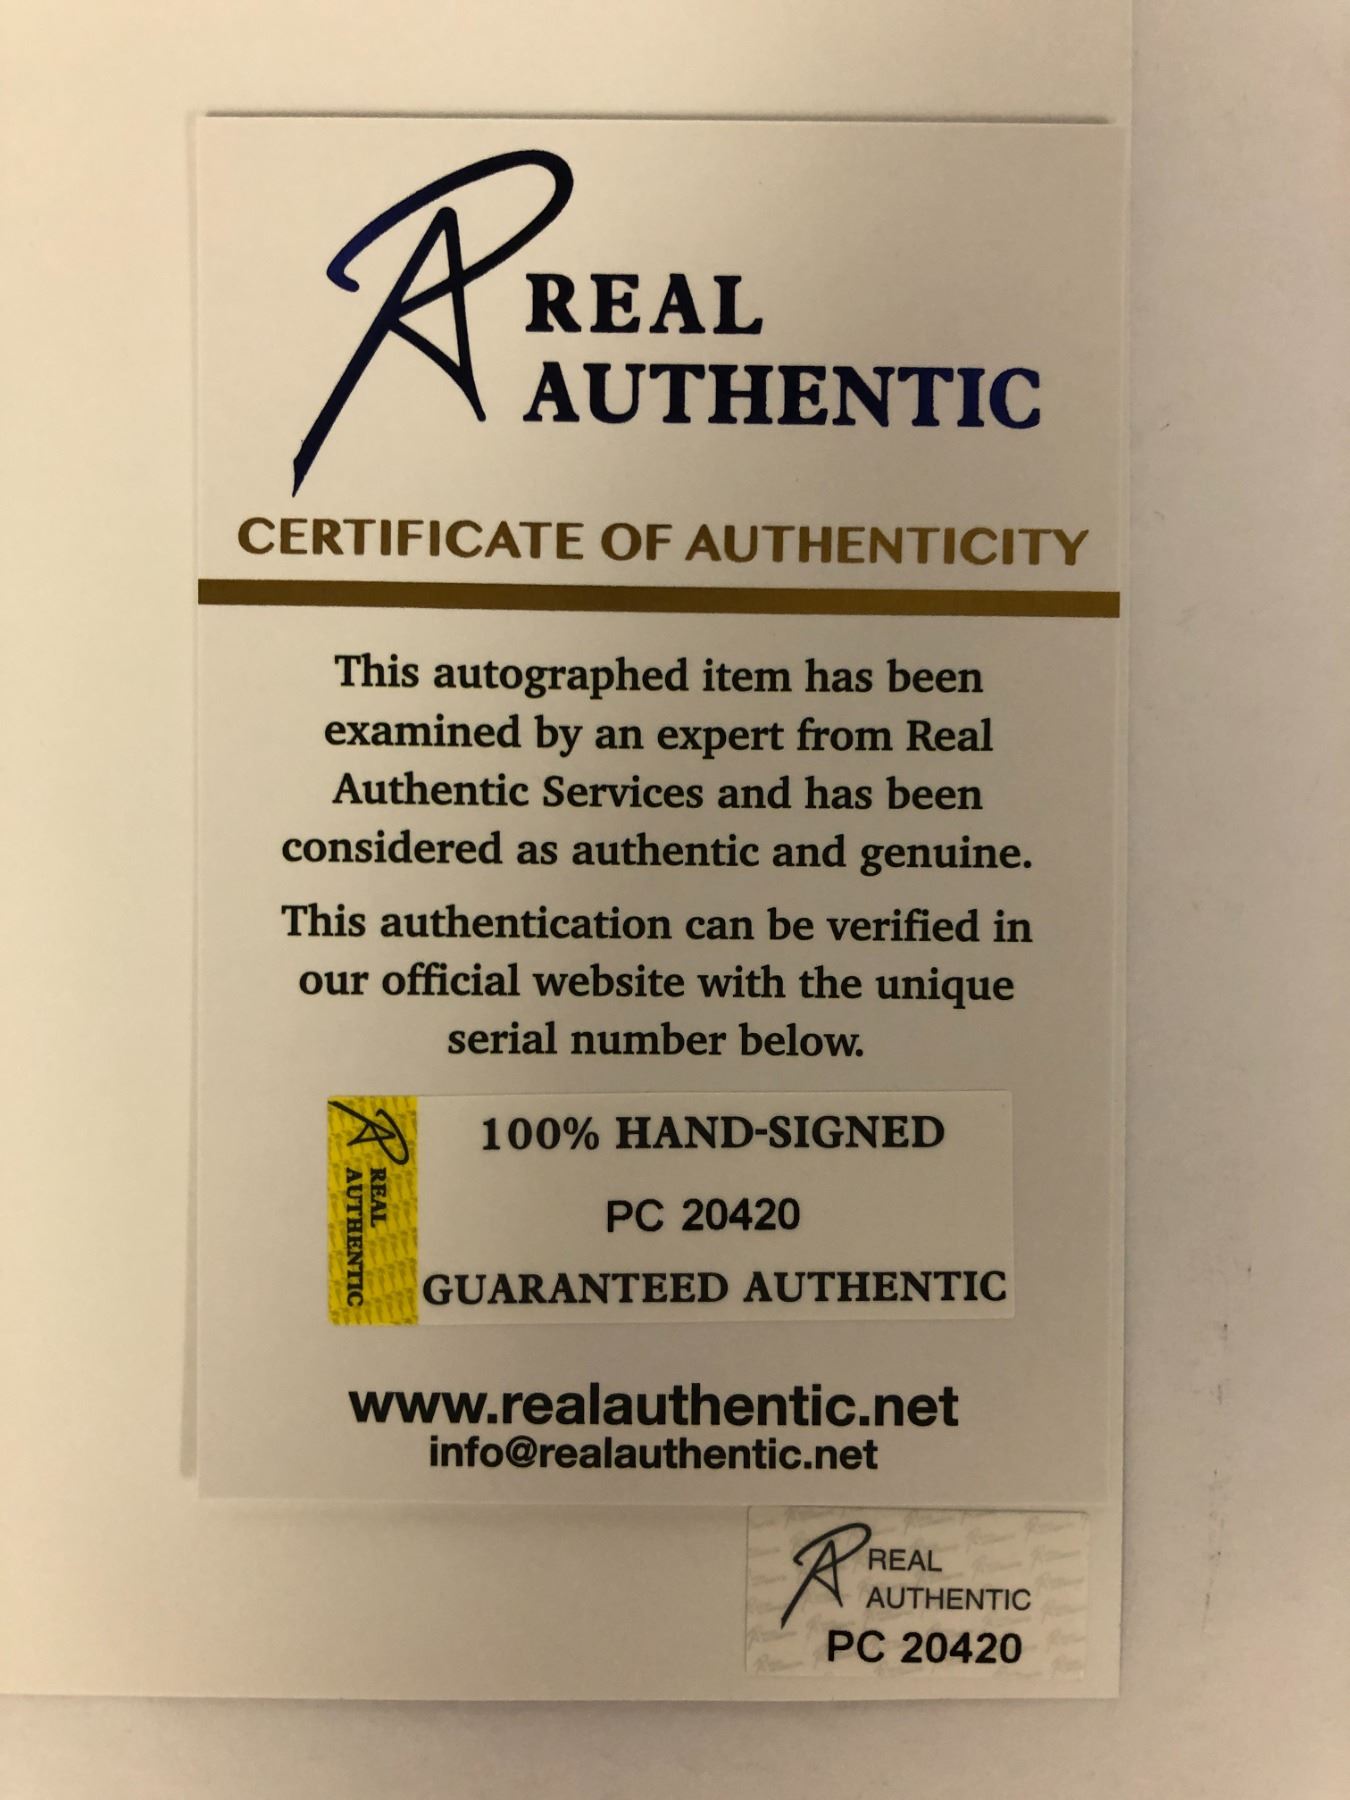 RA REAL
AUTHENTIC
CERTIFICATE OF AUTHENTICITY
This autographed item has been
examined by an expert from Real
Authentic Services and has been
considered as authentic and genuine.
This authentication can be verified in
our official website with the unique
serial number below.
RA REAL
AUTHENTIC
100% HAND-SIGNED
PC 20420
GUARANTEED AUTHENTIC
www.realauthentic.net
info@realauthentic.net
RA REAL
AUTHENTIC
PC 20420